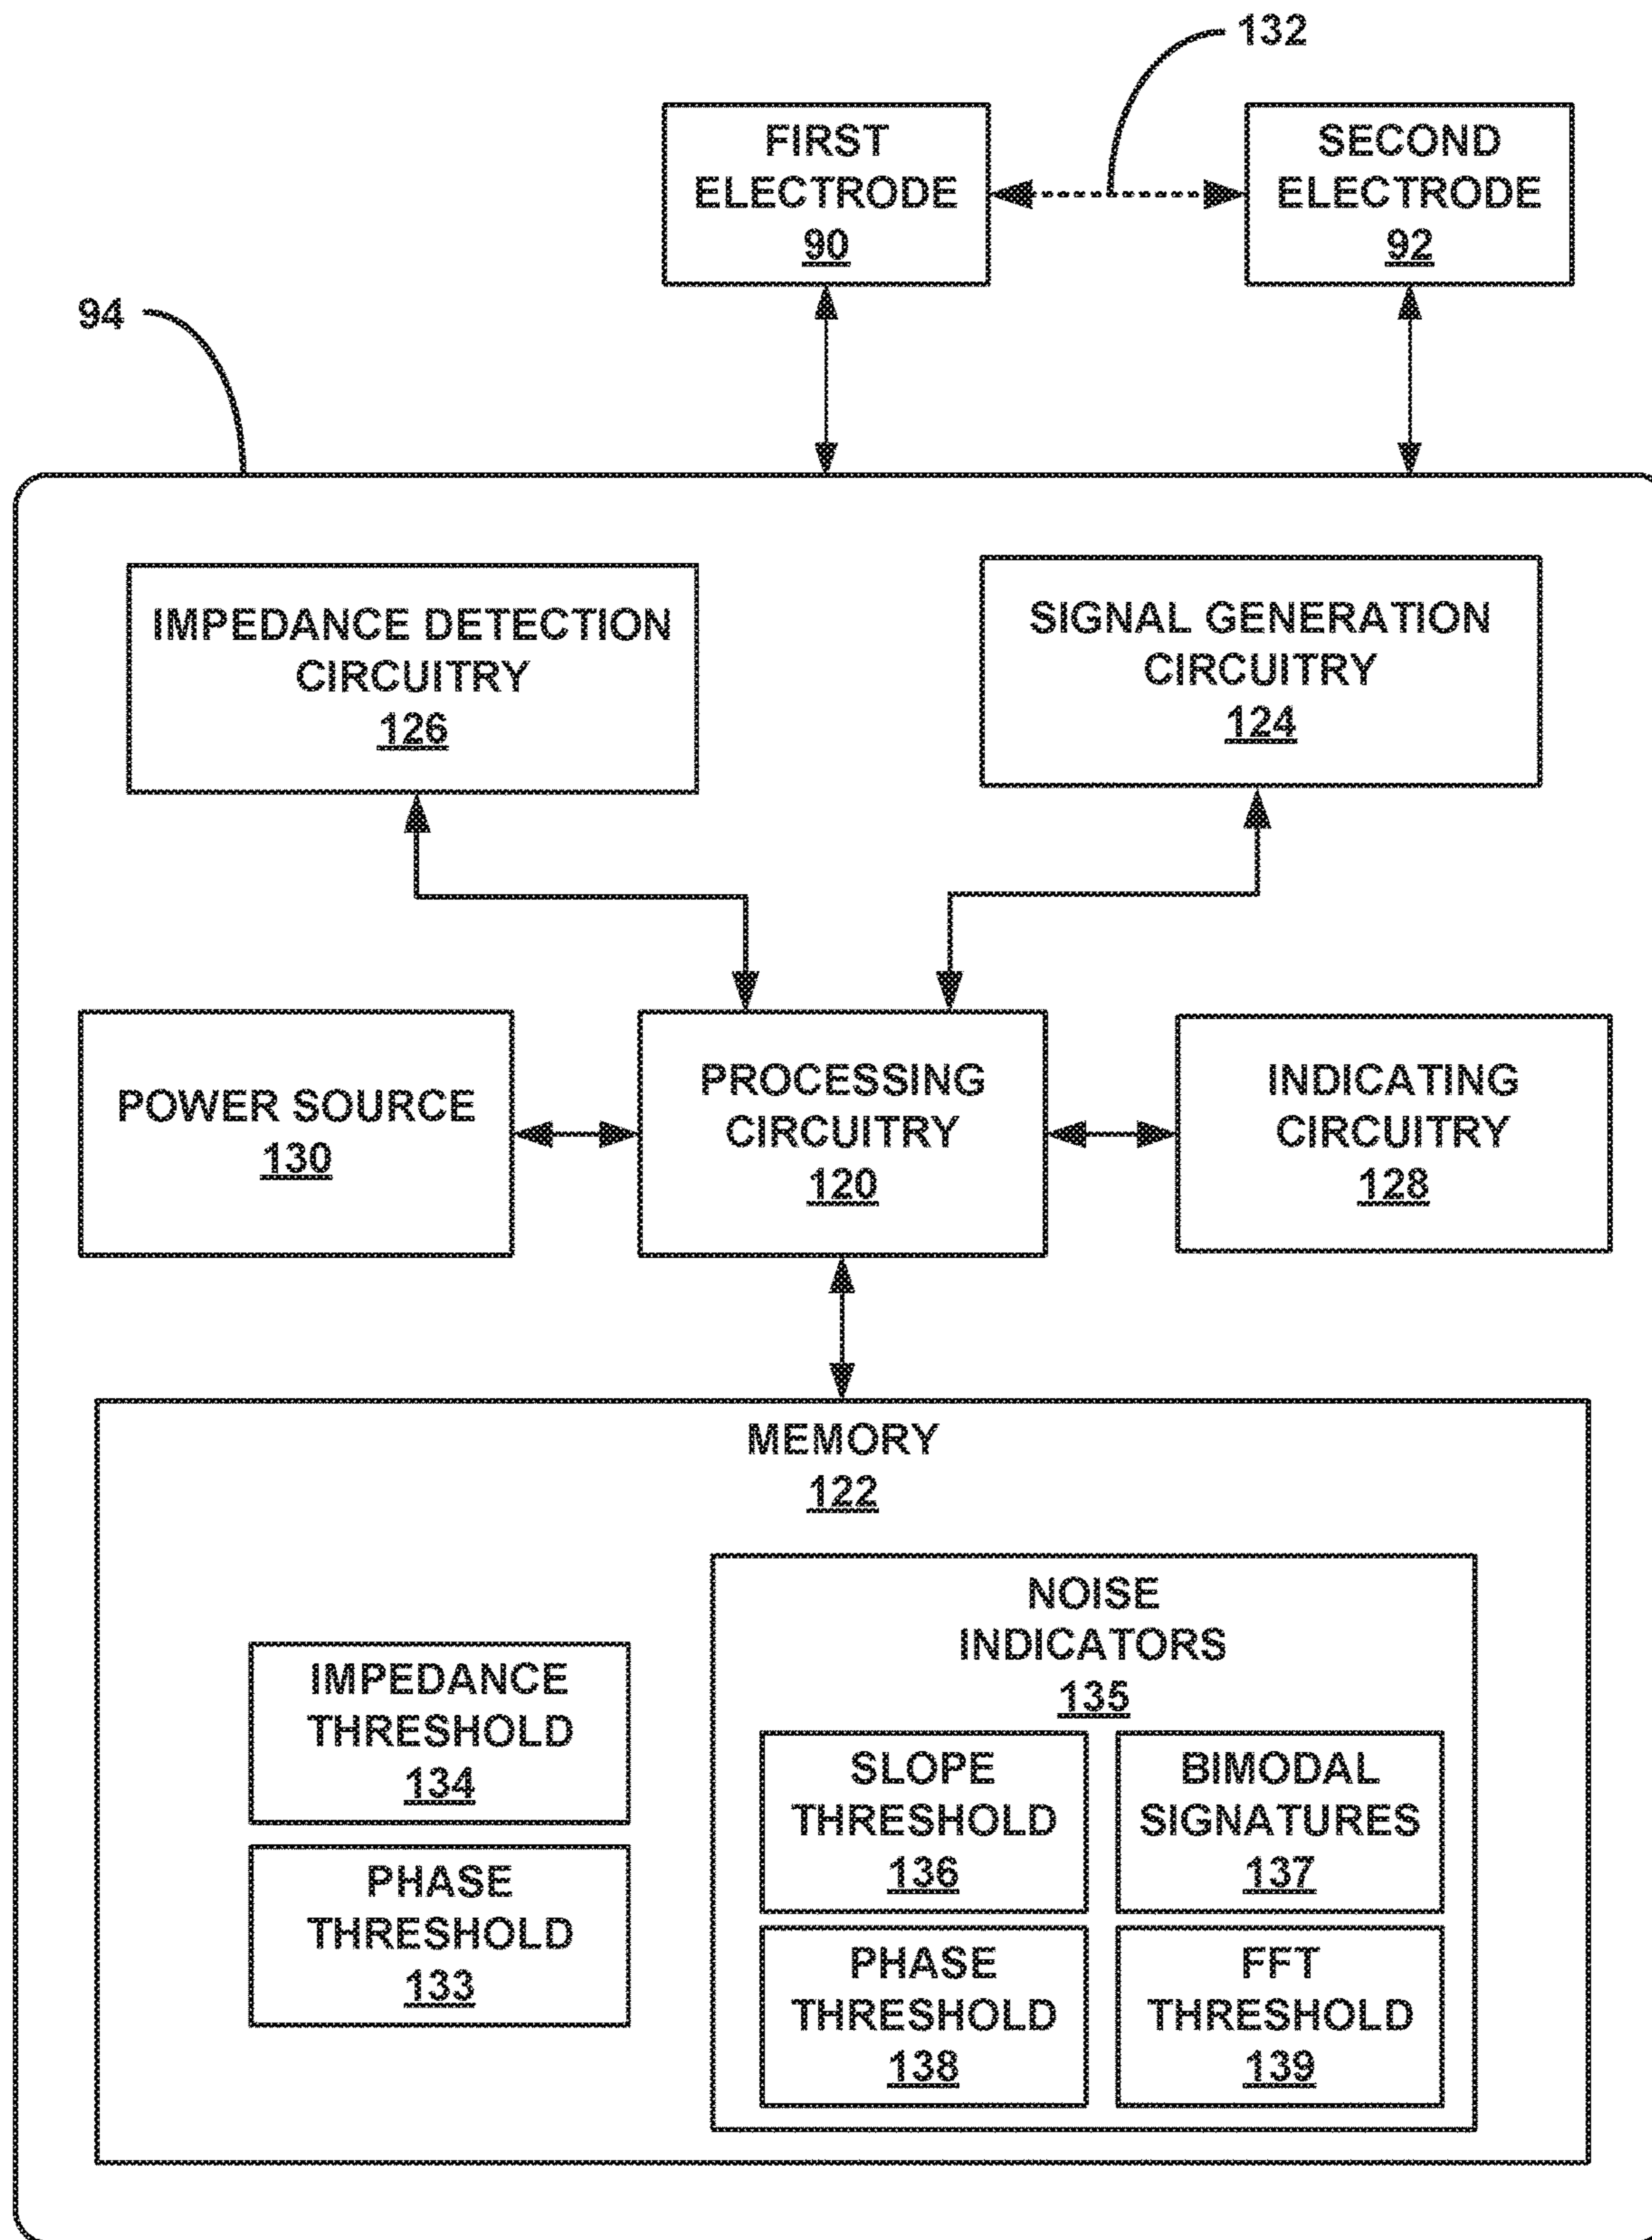 132
FIRST
ELECTRODE
90
SECOND
ELECTRODE
92
94
IMPEDANCE DETECTION
CIRCUITRY
126
SIGNAL GENERATION
CIRCUITRY
124
POWER SOURCE
130
PROCESSING
CIRCUITRY
120
INDICATING
CIRCUITRY
128
MEMORY
122
IMPEDANCE
THRESHOLD
134
PHASE
THRESHOLD
133
NOISE
INDICATORS
135
SLOPE
THRESHOLD
136
BIMODAL
SIGNATURES
137
PHASE
THRESHOLD
138
FFT
THRESHOLD
139